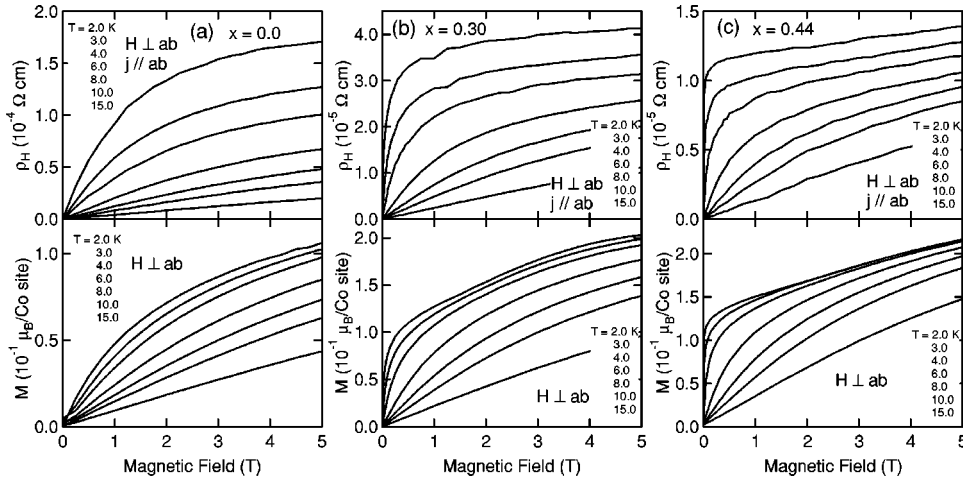 (a) x = 0.0
T = 2.0 K
3.0
4.0
6.0
8.0
10.0
15.0
H ⊥ ab
j // ab
2.0
1.5
1.0
0.5
0.0
ρH (10⁻⁴ Ω cm)
(b) x = 0.30
4.0
3.0
2.0
1.0
0.0
ρH (10⁻⁵ Ω cm)
T = 2.0 K
3.0
4.0
6.0
8.0
10.0
15.0
H ⊥ ab
j // ab
(c) x = 0.44
1.5
1.0
0.5
0.0
ρH (10⁻⁵ Ω cm)
T = 2.0 K
3.0
4.0
6.0
8.0
10.0
15.0
H ⊥ ab
j // ab
T = 2.0 K
3.0
4.0
6.0
8.0
10.0
15.0
H ⊥ ab
1.0
0.5
0.0
M (10⁻¹ μB/Co site)
0 1 2 3 4 5
Magnetic Field (T)
2.0
1.5
1.0
0.5
0.0
M (10⁻¹ μB/Co site)
T = 2.0 K
3.0
4.0
6.0
8.0
10.0
15.0
H ⊥ ab
0 1 2 3 4 5
Magnetic Field (T)
2.0
1.5
1.0
0.5
0.0
M (10⁻¹ μB/Co site)
T = 2.0 K
3.0
4.0
6.0
8.0
10.0
15.0
H ⊥ ab
0 1 2 3 4 5
Magnetic Field (T)